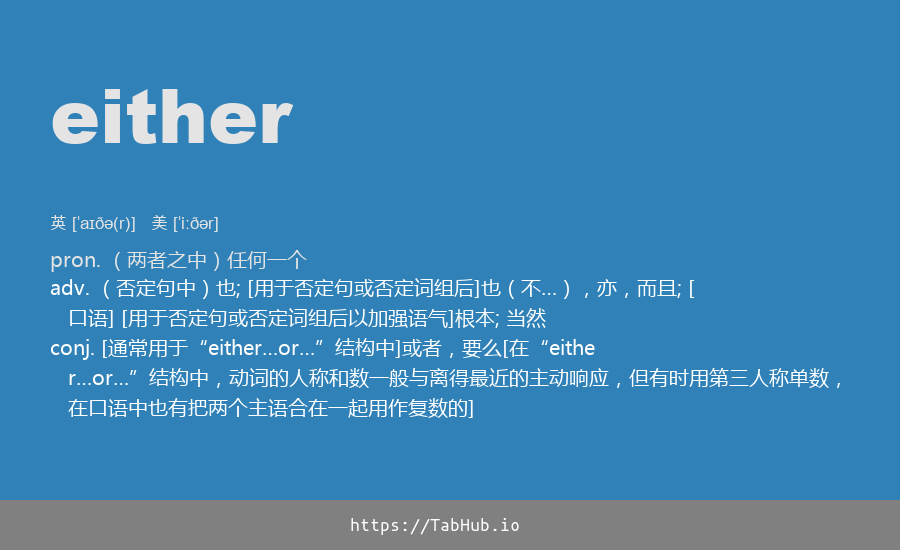 either
英 [ˈaɪðə(r)] 美 [ˈiːðər]
pron. （两者之中）任何一个
adv. （否定句中）也; [用于否定句或否定词组后]也（不…），亦，而且; [
口语] [用于否定句或否定词组后以加强语气]根本; 当然
conj. [通常用于“either…or…”结构中]或者，要么[在“eithe
r…or…”结构中，动词的人称和数一般与离得最近的主动响应，但有时用第三人称单数，
在口语中也有把两个主语合在一起用作复数的]
https://TabHub.io